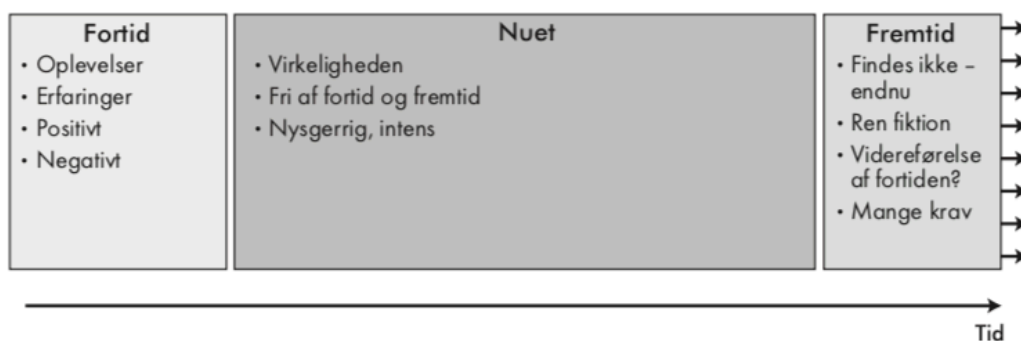 Fortid
• Oplevelser
• Erfaringer
• Positivt
• Negativt
Nuet
• Virkeligheden
• Fri af fortid og fremtid
• Nysgerrig, intens
Fremtid
• Findes ikke –
endnu
• Ren fiktion
• Videreførelse
af fortiden?
• Mange krav
Tid